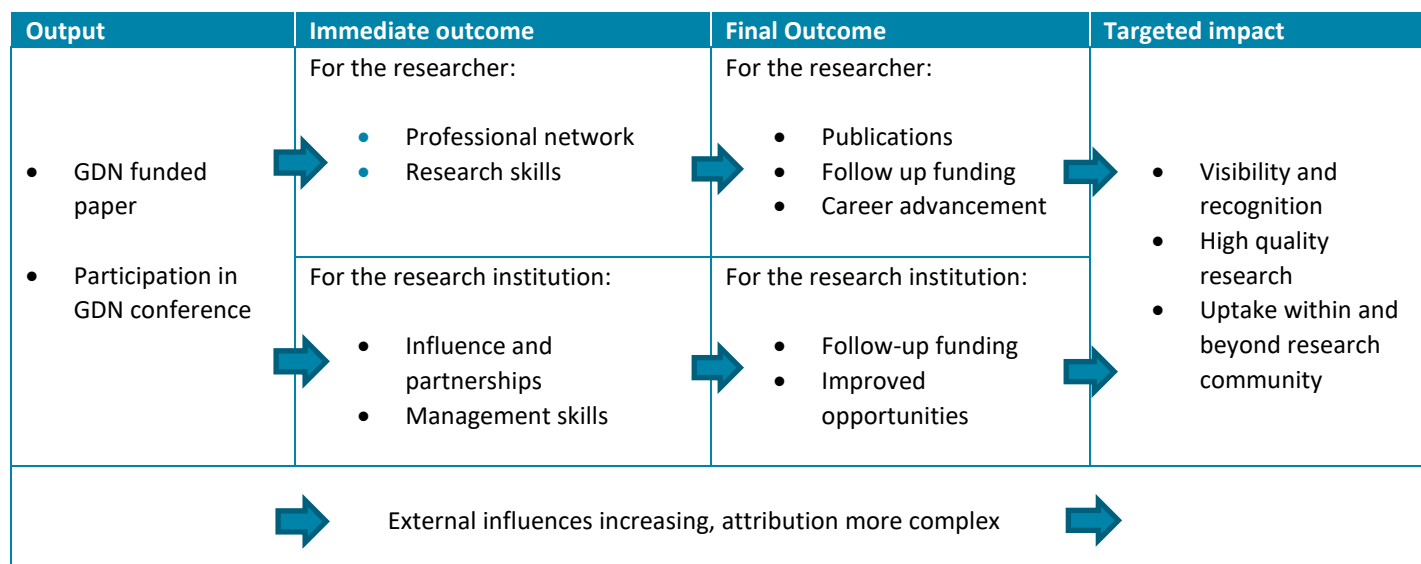 Output
Immediate outcome
Final Outcome
Targeted impact
• GDN funded
paper
• Participation in
GDN conference
For the researcher:
• Professional network
• Research skills
For the researcher:
• Publications
• Follow up funding
• Career advancement
For the research institution:
• Influence and
partnerships
• Management skills
For the research institution:
• Follow-up funding
• Improved
opportunities
• Visibility and
recognition
• High quality
research
• Uptake within and
beyond research
community
External influences increasing, attribution more complex